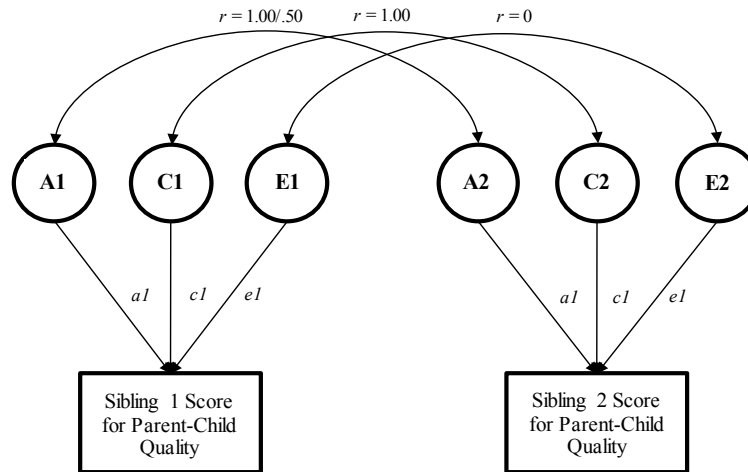 r = 1.00/.50
r = 1.00
r = 0
A1
C1
E1
A2
C2
E2
a1
c1
e1
a1
c1
e1
Sibling 1 Score
for Parent-Child
Quality
Sibling 2 Score
for Parent-Child
Quality